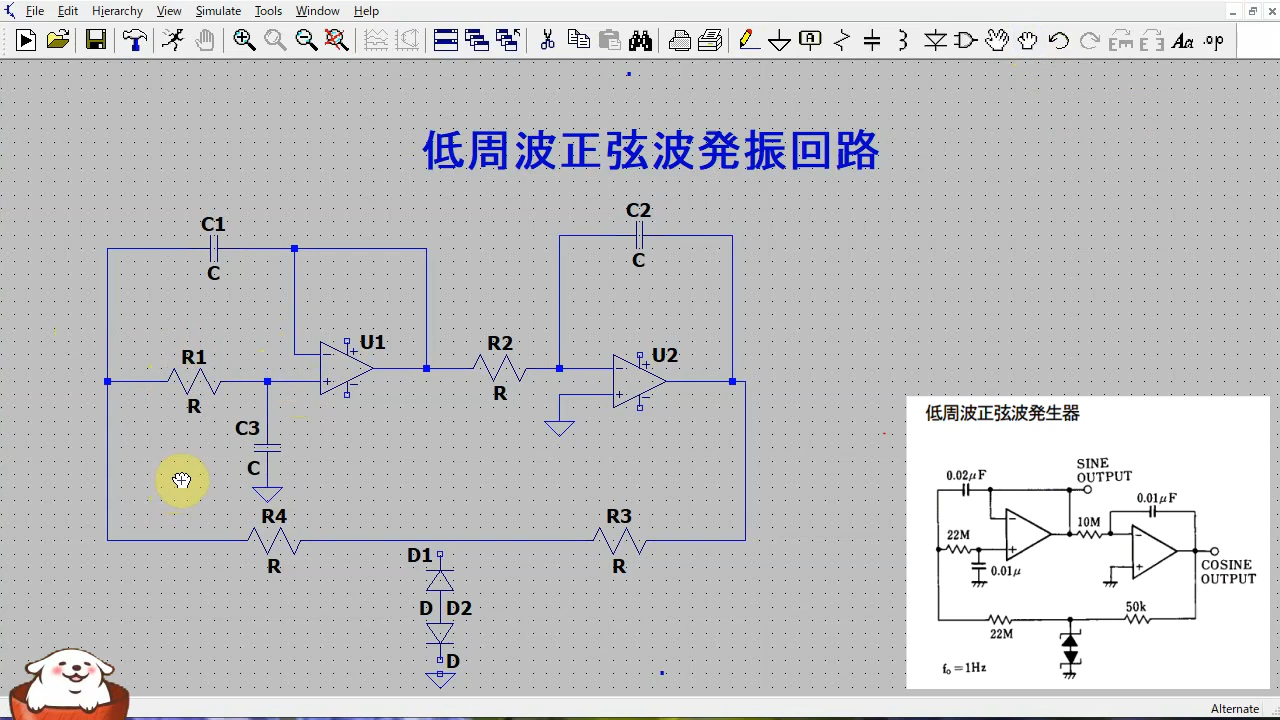 File Edit Hierarchy View Simulate Tools Window Help
A Aa .op
低周波正弦波発振回路
C1
C
C2
C
R1
R
U1
R2
R
U2
C3
C
R4
R
R3
R
D1
D
D2
D
低周波正弦波発生器
0.02μF
SINE
OUTPUT
0.01μF
22M
10M
0.01μ
COSINE
OUTPUT
22M
50k
f₀=1Hz
Alternate